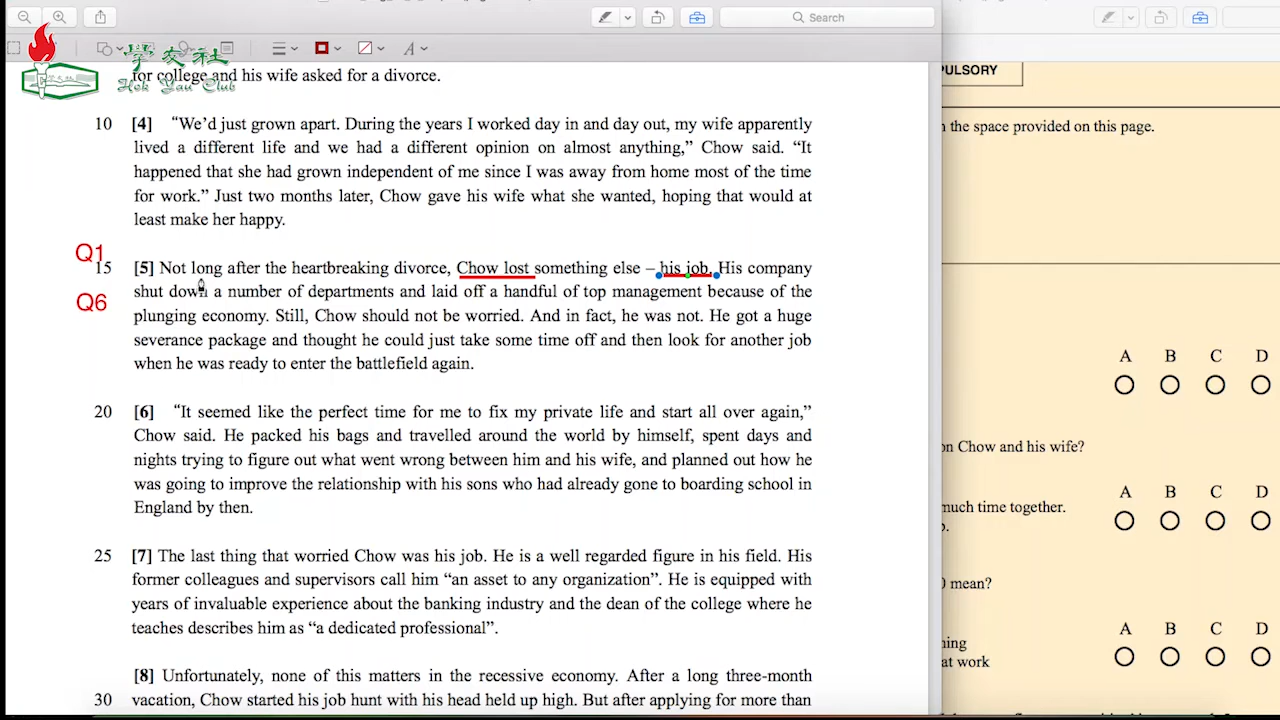 Search
學友社
Hok Yau Club
for college and his wife asked for a divorce.
10 [4] “We’d just grown apart. During the years I worked day in and day out, my wife apparently
lived a different life and we had a different opinion on almost anything,” Chow said. “It
happened that she had grown independent of me since I was away from home most of the time
for work.” Just two months later, Chow gave his wife what she wanted, hoping that would at
least make her happy.
Q1
15 [5] Not long after the heartbreaking divorce, Chow lost something else – his job. His company
Q6
shut down a number of departments and laid off a handful of top management because of the
plunging economy. Still, Chow should not be worried. And in fact, he was not. He got a huge
severance package and thought he could just take some time off and then look for another job
when he was ready to enter the battlefield again.
20 [6] “It seemed like the perfect time for me to fix my private life and start all over again,”
Chow said. He packed his bags and travelled around the world by himself, spent days and
nights trying to figure out what went wrong between him and his wife, and planned out how he
was going to improve the relationship with his sons who had already gone to boarding school in
England by then.
25 [7] The last thing that worried Chow was his job. He is a well regarded figure in his field. His
former colleagues and supervisors call him “an asset to any organization”. He is equipped with
years of invaluable experience about the banking industry and the dean of the college where he
teaches describes him as “a dedicated professional”.
[8] Unfortunately, none of this matters in the recessive economy. After a long three-month
30 vacation, Chow started his job hunt with his head held up high. But after applying for more than
PULSORY
the space provided on this page.
A B C D
on Chow and his wife?
A B C D
much time together.
0 mean?
A B C D
hing
at work